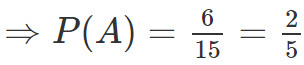 ⇒ P(A) = 6/15 = 2/5